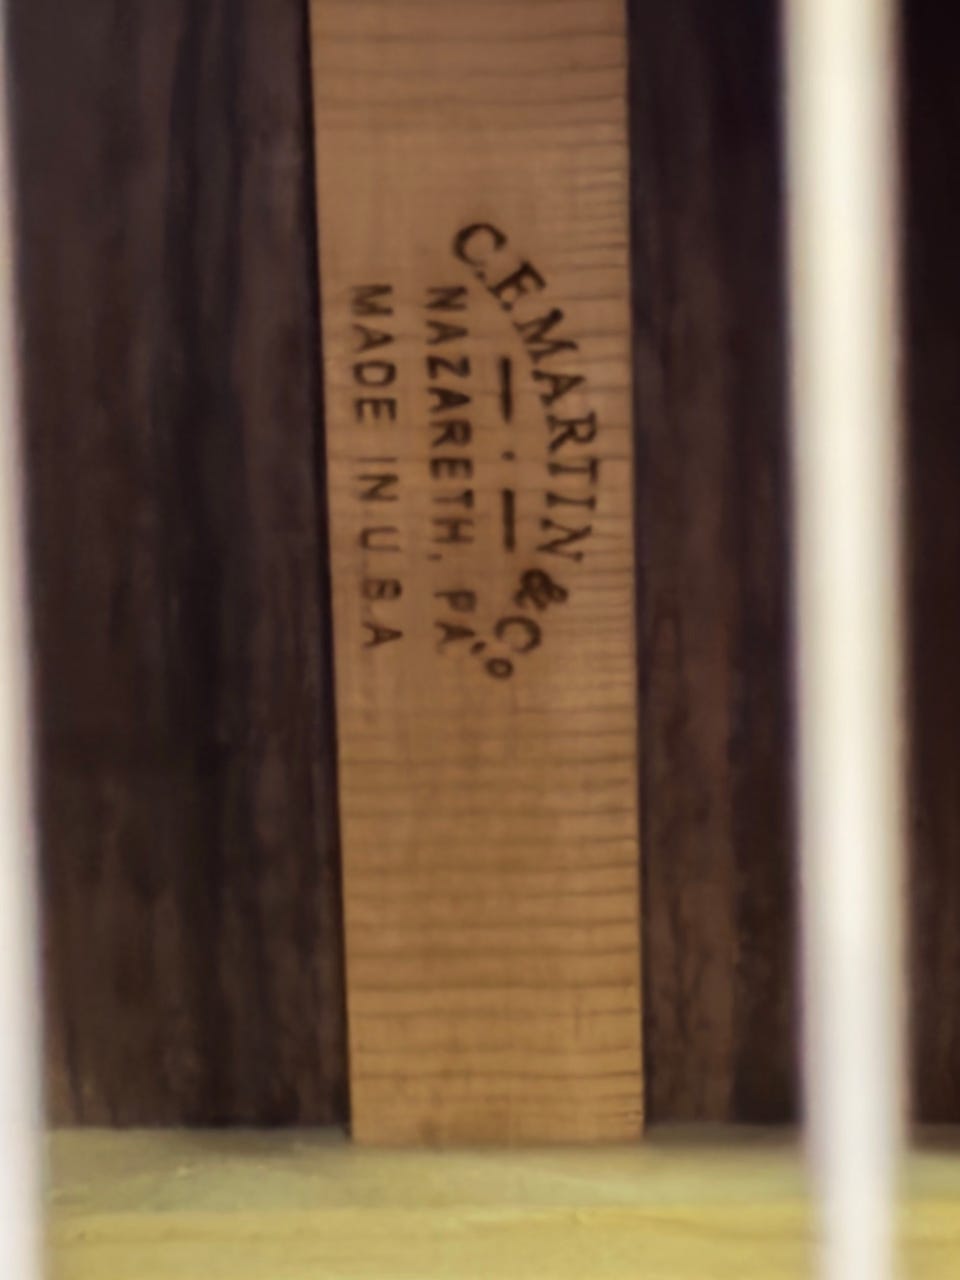 C.F. MARTIN & Co
NAZARETH, PA.
MADE IN U.S.A